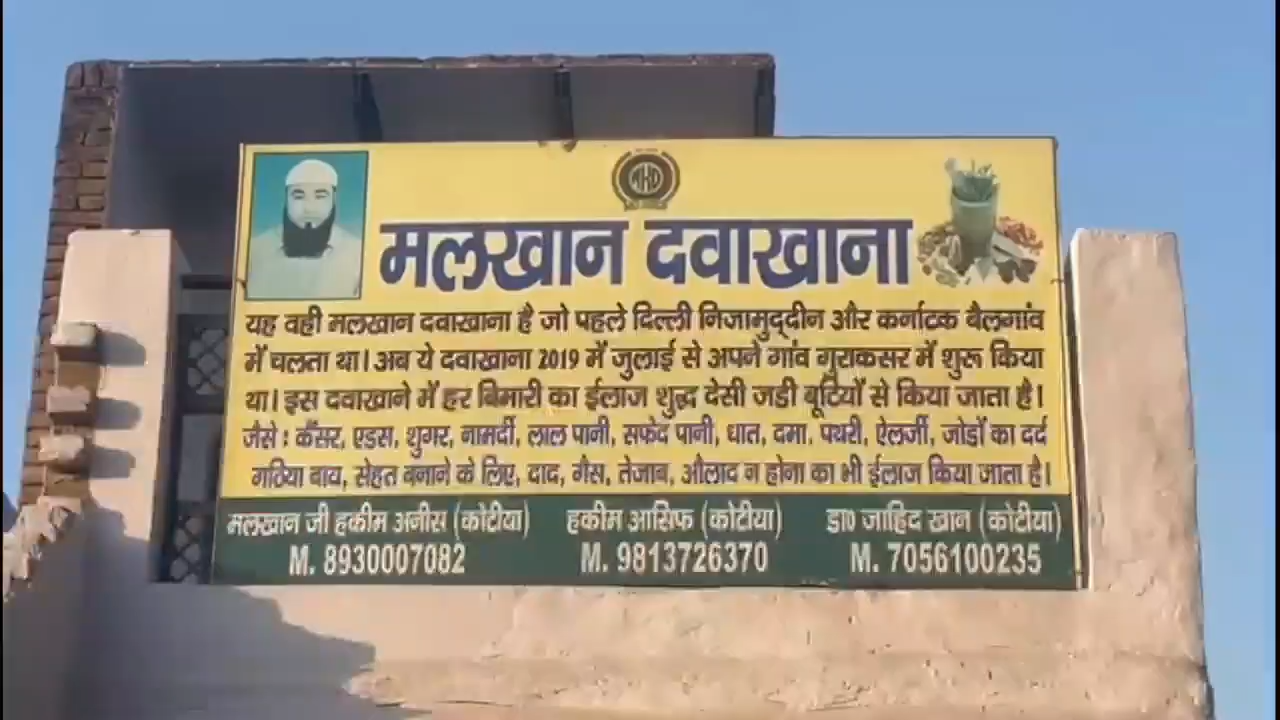 MKD
मलखान दवाखाना
यह वही मलखान दवाखाना है जो पहले दिल्ली निजामुद्दीन और कर्नाटक बैलगांव
में चलता था। अब ये दवाखाना 2019 में जुलाई से अपने गांव गुराकसर में शुरू किया
था। इस दवाखाने में हर बिमारी का ईलाज शुद्ध देसी जडी बूटियों से किया जाता है।
जैसे : कैंसर, एडस, शुगर, नामर्दी, लाल पानी, सफेद पानी, धात, दमा, पथरी, ऐलर्जी, जोड़ों का दर्द
गठिया बाव, सेहत बनाने के लिए, दाद, गैस, तेजाब, औलाद न होना का भी ईलाज किया जाता है।
मलखान जी हकीम अनीस (कोटीया) हकीम आसिफ (कोटीया) डा0 जाहिद खान (कोटीया)
M. 8930007082 M. 9813726370 M. 7056100235